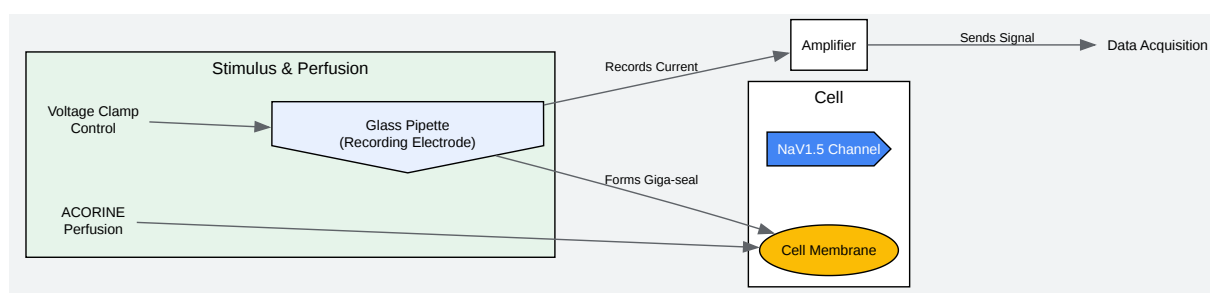 Stimulus & Perfusion
Voltage Clamp
Control
Glass Pipette
(Recording Electrode)
ACORINE
Perfusion
Records Current
Forms Giga-seal
Amplifier
Sends Signal
Data Acquisition
Cell
NaV1.5 Channel
Cell Membrane